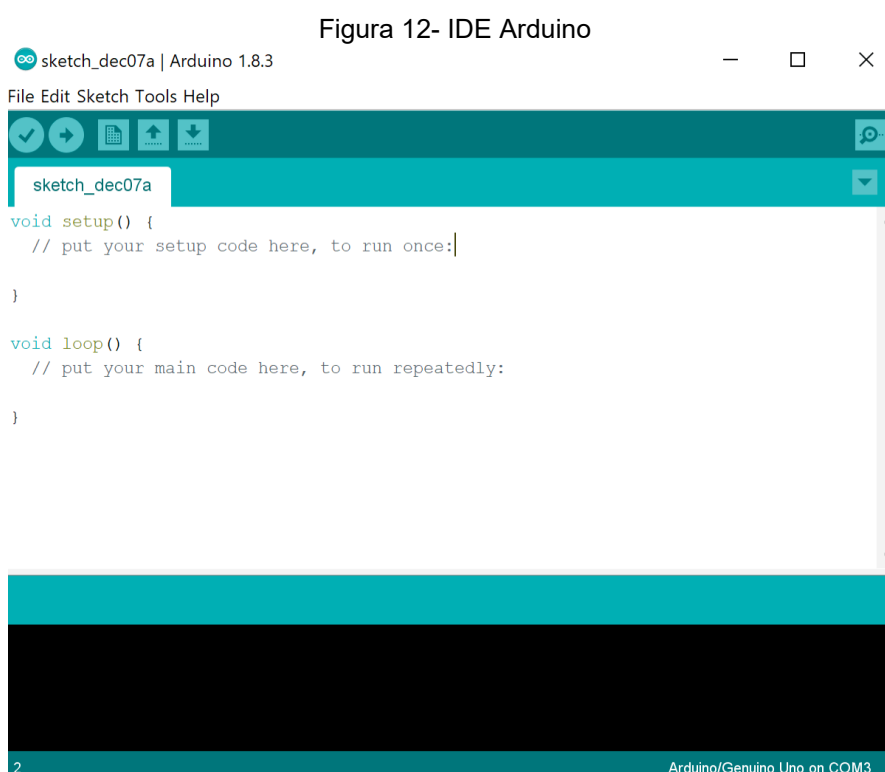 Figura 12- IDE Arduino
sketch_dec07a | Arduino 1.8.3
File Edit Sketch Tools Help
sketch_dec07a
void setup() {
  // put your setup code here, to run once:
}
void loop() {
  // put your main code here, to run repeatedly:
}
2 Arduino/Genuino Uno on COM3